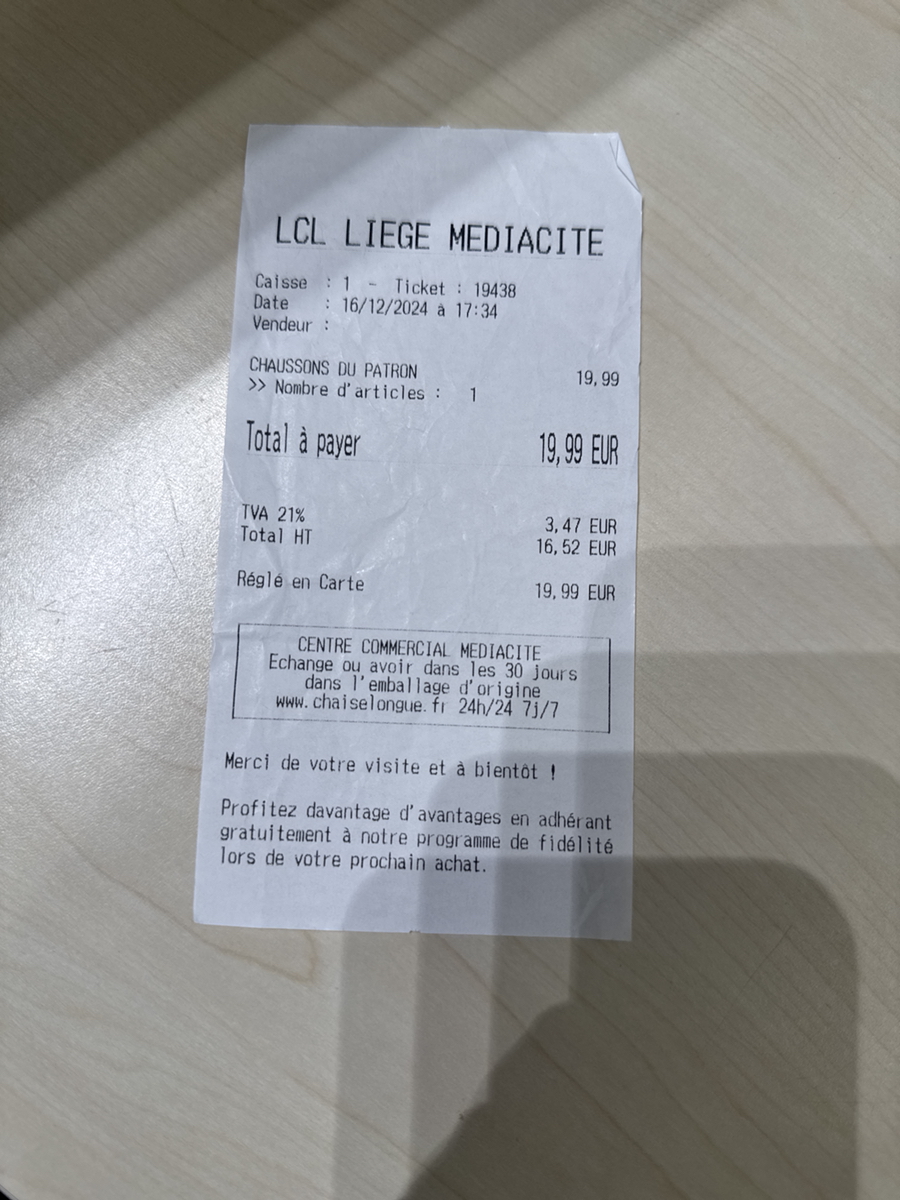 LCL LIEGE MEDIACITE
Caisse : 1 - Ticket : 19438
Date : 16/12/2024 à 17:34
Vendeur :
CHAUSSONS DU PATRON 19,99
>> Nombre d'articles : 1
Total à payer 19,99 EUR
TVA 21% 3,47 EUR
Total HT 16,52 EUR
Réglé en Carte 19,99 EUR
CENTRE COMMERCIAL MEDIACITE
Echange ou avoir dans les 30 jours
dans l'emballage d'origine
www.chaiselongue.fr 24h/24 7j/7
Merci de votre visite et à bientôt !
Profitez davantage d'avantages en adhérant
gratuitement à notre programme de fidélité
lors de votre prochain achat.